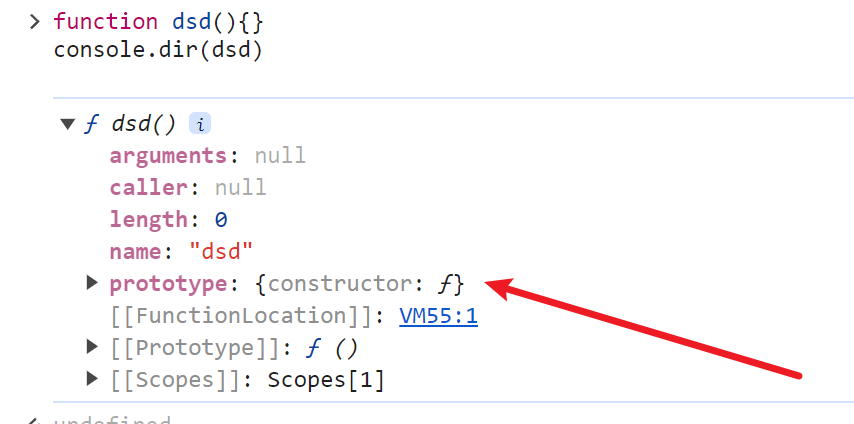 function dsd(){}
console.dir(dsd)
ƒ dsd() i
arguments: null
caller: null
length: 0
name: "dsd"
prototype: {constructor: ƒ}
[[FunctionLocation]]: VM55:1
[[Prototype]]: ƒ ()
[[Scopes]]: Scopes[1]
undefined